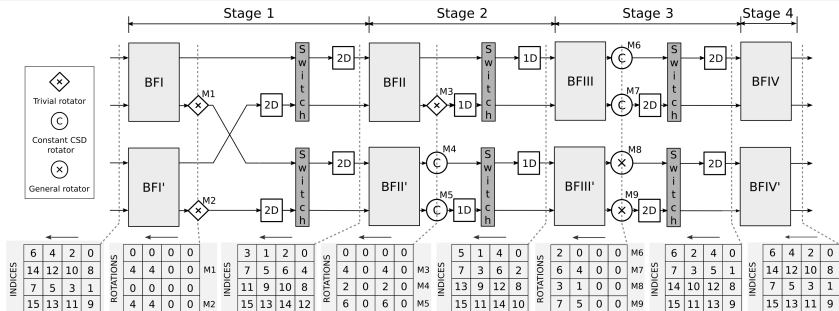 Stage 1 Stage 2 Stage 3 Stage 4
BFI BFII BFIII BFIV
Switch Switch Switch
2D 1D 2D
M6
C
M1 M3 M7
2D 1D C 2D
Trivial rotator
C
Constant CSD
rotator
General rotator
BFI' BFII' BFIII' BFIV'
Switch Switch Switch
M4 M8
C
2D 1D 2D
M2 M5 M9
2D C 1D 2D
INDICES
6 4 2 0
14 12 10 8
7 5 3 1
15 13 11 9
ROTATIONS
0 0 0 0
4 4 0 0 M1
0 0 0 0
4 4 0 0 M2
INDICES
3 1 2 0
7 5 6 4
11 9 10 8
15 13 14 12
ROTATIONS
0 0 0 0
4 0 4 0 M3
2 0 2 0 M4
6 0 6 0 M5
INDICES
5 1 4 0
7 3 6 2
13 9 12 8
15 11 14 10
ROTATIONS
2 0 0 0 M6
6 4 0 0 M7
3 1 0 0 M8
7 5 0 0 M9
INDICES
6 2 4 0
7 3 5 1
14 10 12 8
15 11 13 9
INDICES
6 4 2 0
14 12 10 8
7 5 3 1
15 13 11 9